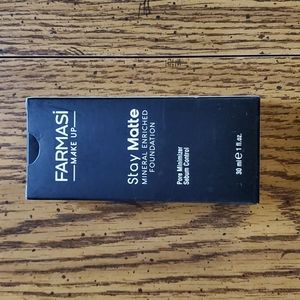 FARMASi
—MAKE UP—
Stay Matte
MINERAL ENRICHED
FOUNDATION
Pore Minimizer
Sebum Control
30 ml ℮ 1 fl.oz.